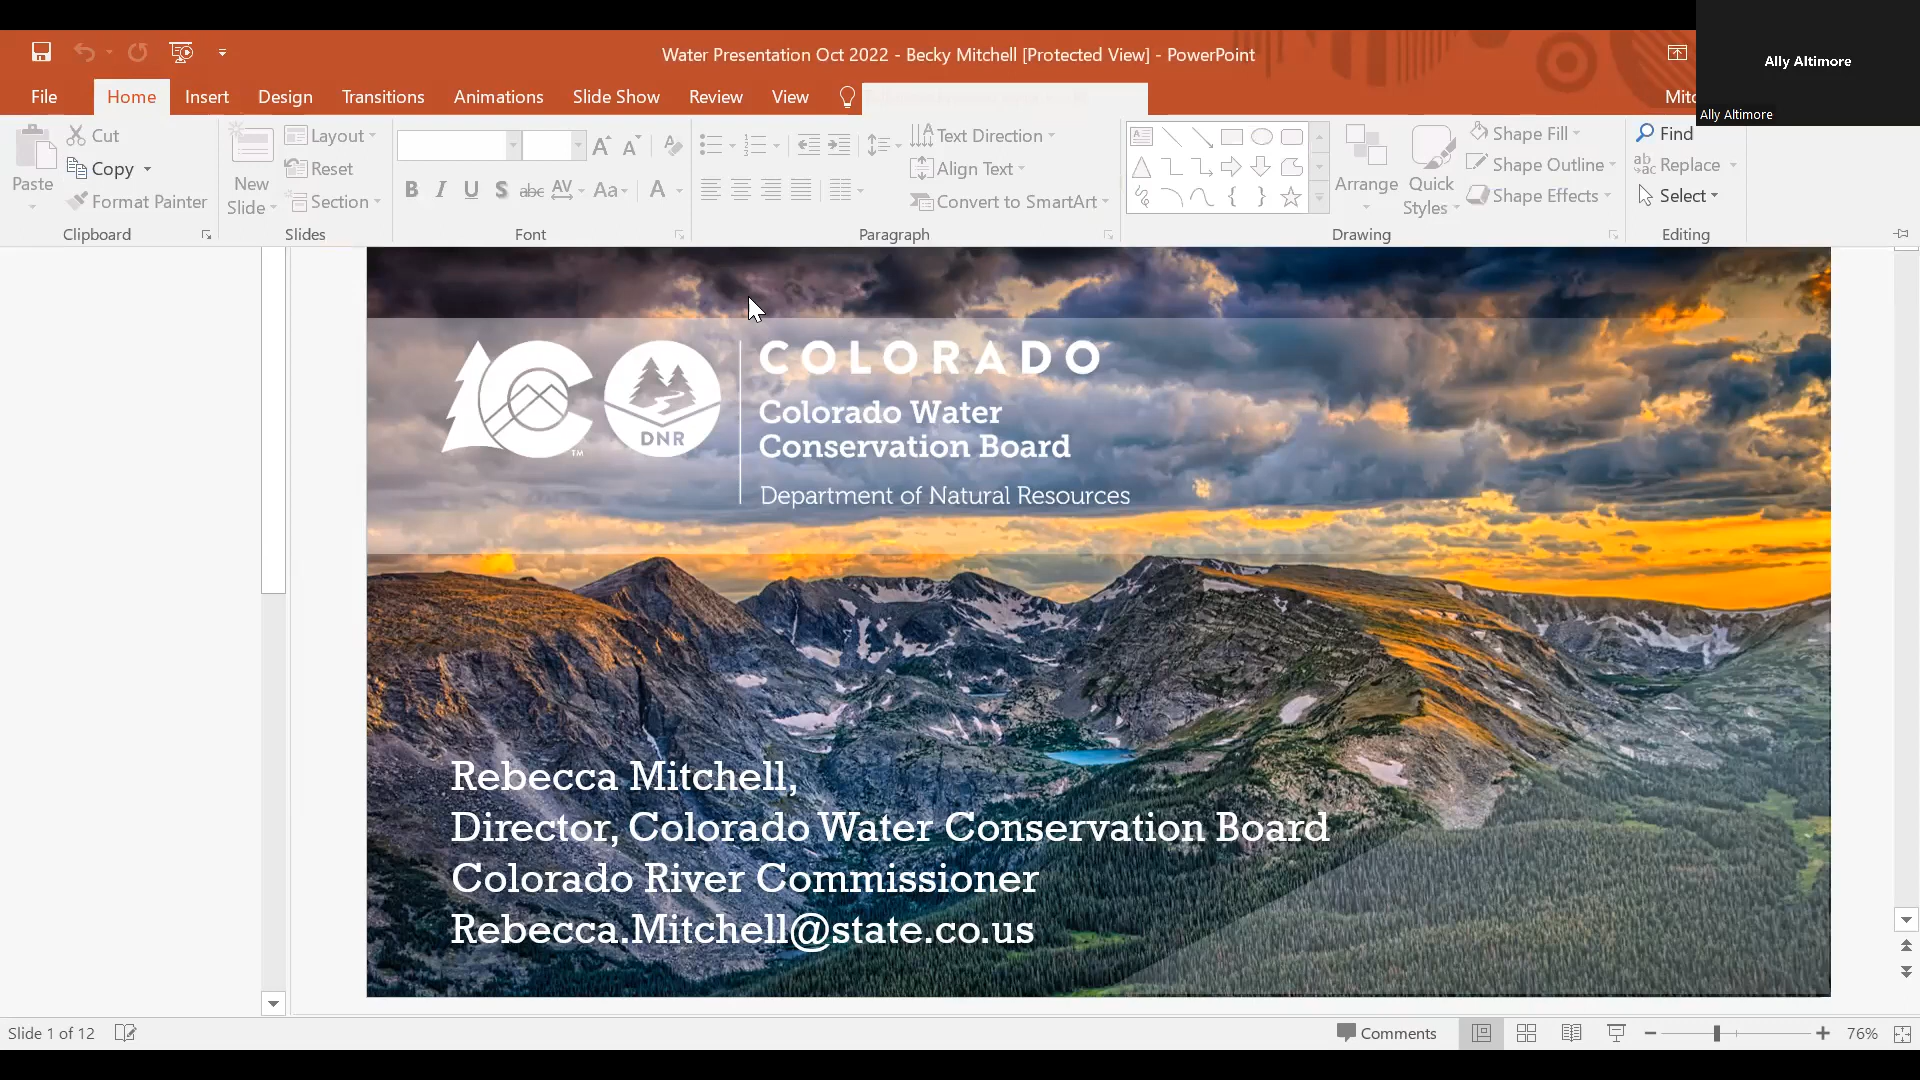 Water Presentation Oct 2022 - Becky Mitchell [Protected View] - PowerPoint
Ally Altimore
File
Home
Insert
Design
Transitions
Animations
Slide Show
Review
View
Ally Altimore
Paste
Cut
Copy
Format Painter
Clipboard
New
Slide
Layout
Reset
Section
Slides
B I U S abc AV Aa A
Font
Text Direction
Align Text
Convert to SmartArt
Paragraph
Arrange
Quick
Styles
Shape Fill
Shape Outline
Shape Effects
Drawing
Find
Replace
Select
Editing
COLORADO
Colorado Water
Conservation Board
Department of Natural Resources
DNR
TM
Rebecca Mitchell,
Director, Colorado Water Conservation Board
Colorado River Commissioner
Rebecca.Mitchell@state.co.us
Slide 1 of 12
Comments
76%